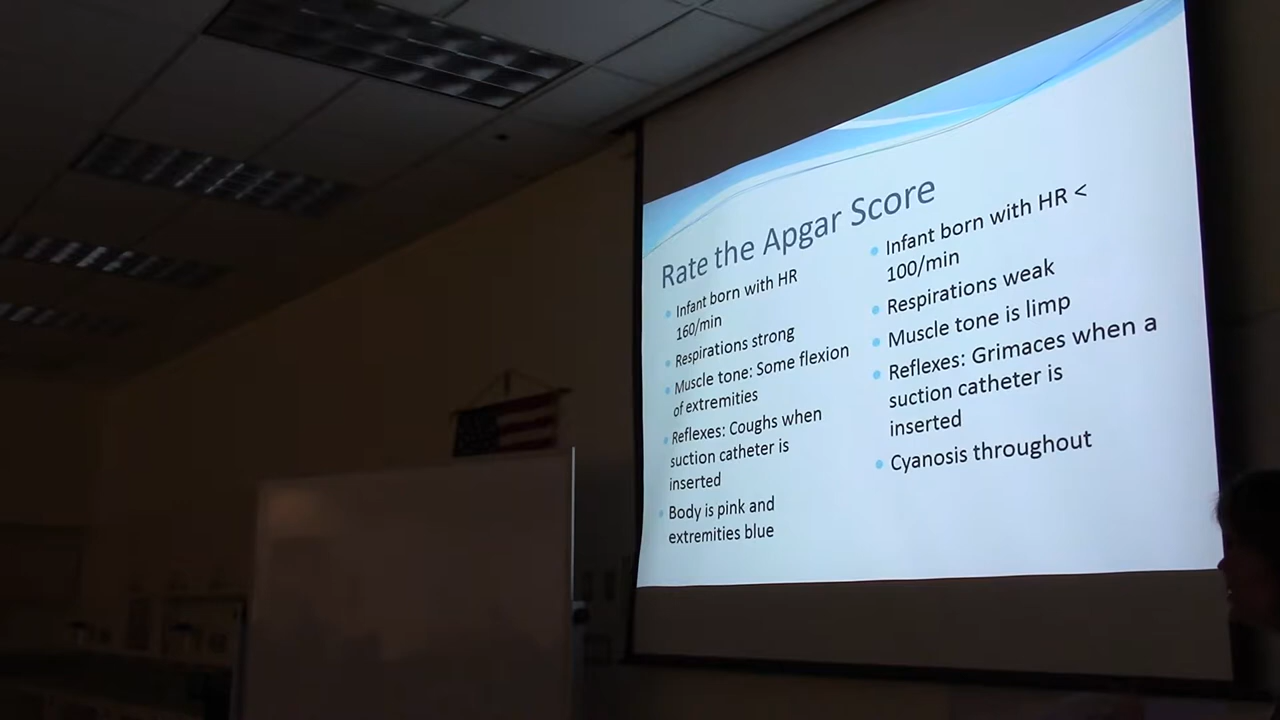 Rate the Apgar Score
Infant born with HR
160/min
Respirations strong
Muscle tone: Some flexion
of extremities
Reflexes: Coughs when
suction catheter is
inserted
Body is pink and
extremities blue
Infant born with HR <
100/min
Respirations weak
Muscle tone is limp
Reflexes: Grimaces when a
suction catheter is
inserted
Cyanosis throughout